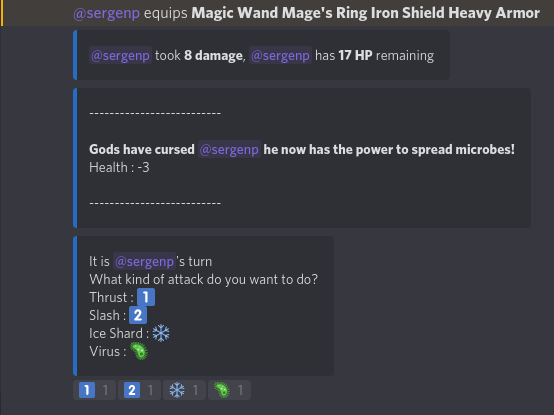 @sergenp equips Magic Wand Mage's Ring Iron Shield Heavy Armor
@sergenp took 8 damage, @sergenp has 17 HP remaining
--------------------------
Gods have cursed @sergenp he now has the power to spread microbes!
Health : -3
--------------------------
It is @sergenp's turn
What kind of attack do you want to do?
Thrust : 1
Slash : 2
Ice Shard : ❄
Virus : 🦠
1 1 2 1 ❄ 1 🦠 1